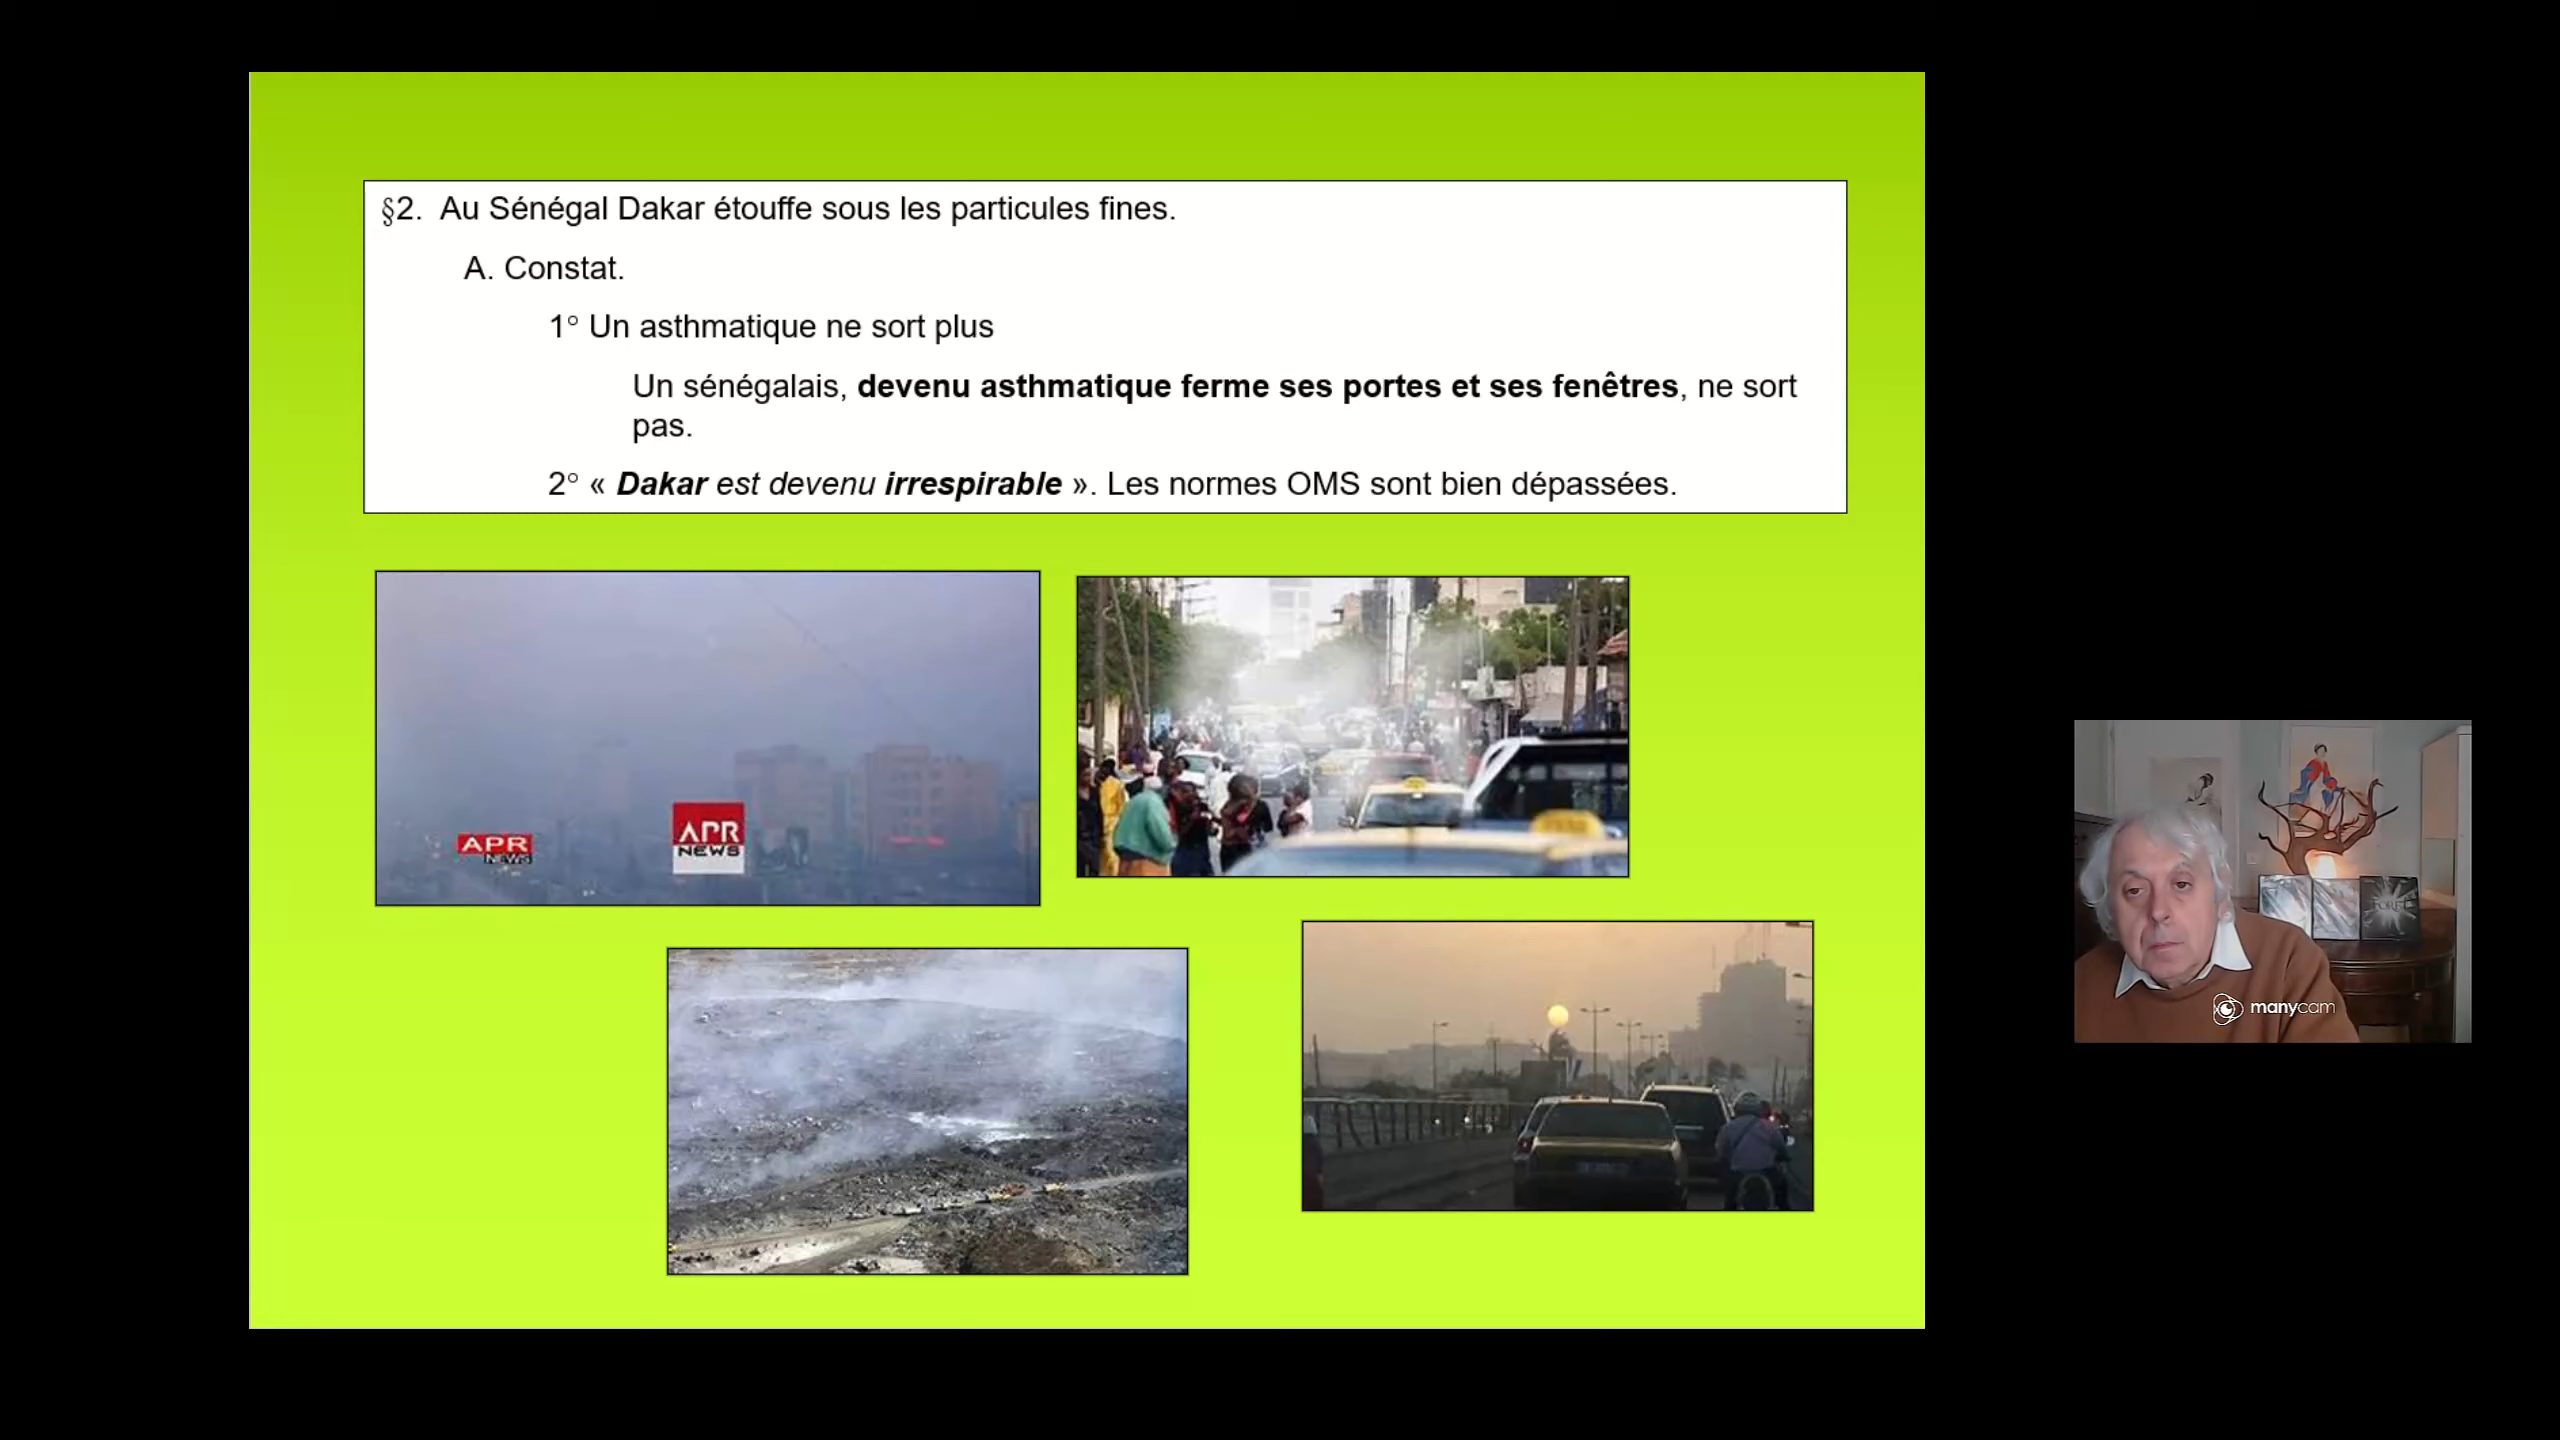 §2. Au Sénégal Dakar étouffe sous les particules fines.
A. Constat.
1° Un asthmatique ne sort plus
Un sénégalais, devenu asthmatique ferme ses portes et ses fenêtres, ne sort
pas.
2° « Dakar est devenu irrespirable ». Les normes OMS sont bien dépassées.
APR
NEWS
APR
NEWS
manycam